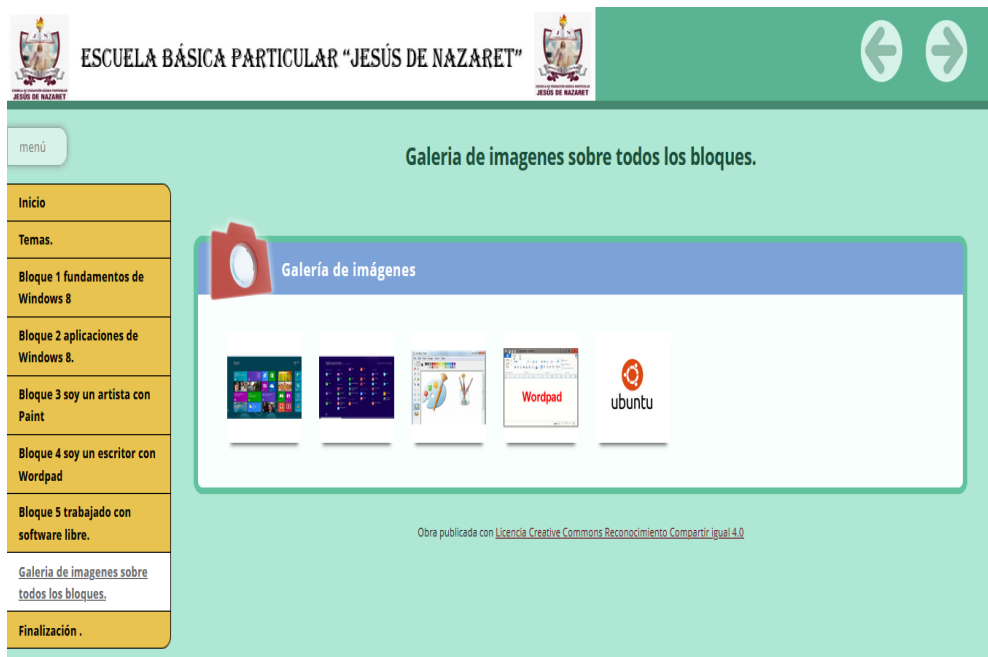 ESCUELA BÁSICA PARTICULAR “JESÚS DE NAZARET”
JESÚS DE NAZARET
JESÚS DE NAZARET
menú
Galeria de imagenes sobre todos los bloques.
Inicio
Temas.
Bloque 1 fundamentos de
Windows 8
Bloque 2 aplicaciones de
Windows 8.
Bloque 3 soy un artista con
Paint
Bloque 4 soy un escritor con
Wordpad
Bloque 5 trabajado con
software libre.
Galeria de imagenes sobre
todos los bloques.
Finalización .
Galería de imágenes
Wordpad
ubuntu
Obra publicada con Licencia Creative Commons Reconocimiento Compartir igual 4.0